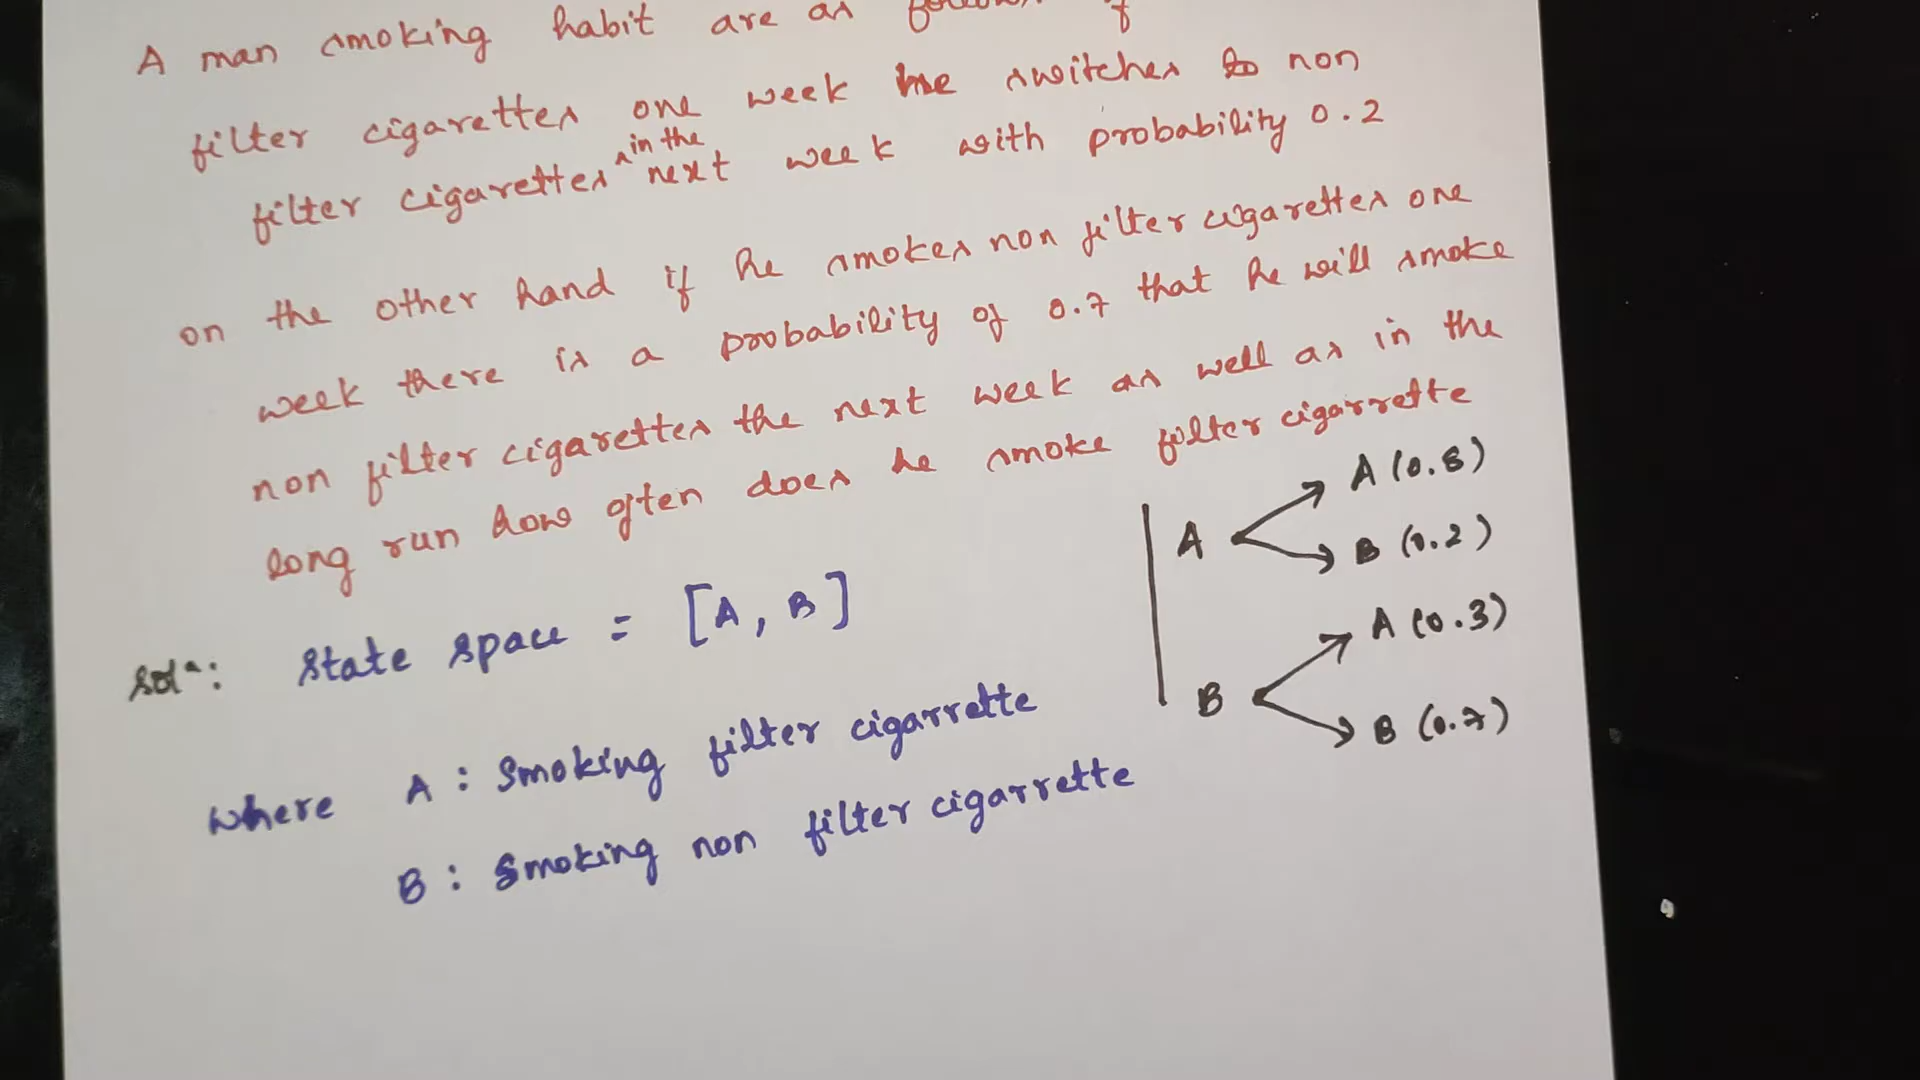 A man smoking habit are as follows if
filter cigarettes one week he switches to non
filter cigarettes in the next week with probability 0.2
on the other hand if he smokes non filter cigarettes one
week there is a probability of 0.7 that he will smoke
non filter cigarettes the next week as well as in the
long run how often does he smoke filter cigarrette
A A (0.8)
B (0.2)
B A (0.3)
B (0.7)
Soln: State space = [A, B]
where A : Smoking filter cigarrette
B : Smoking non filter cigarrette